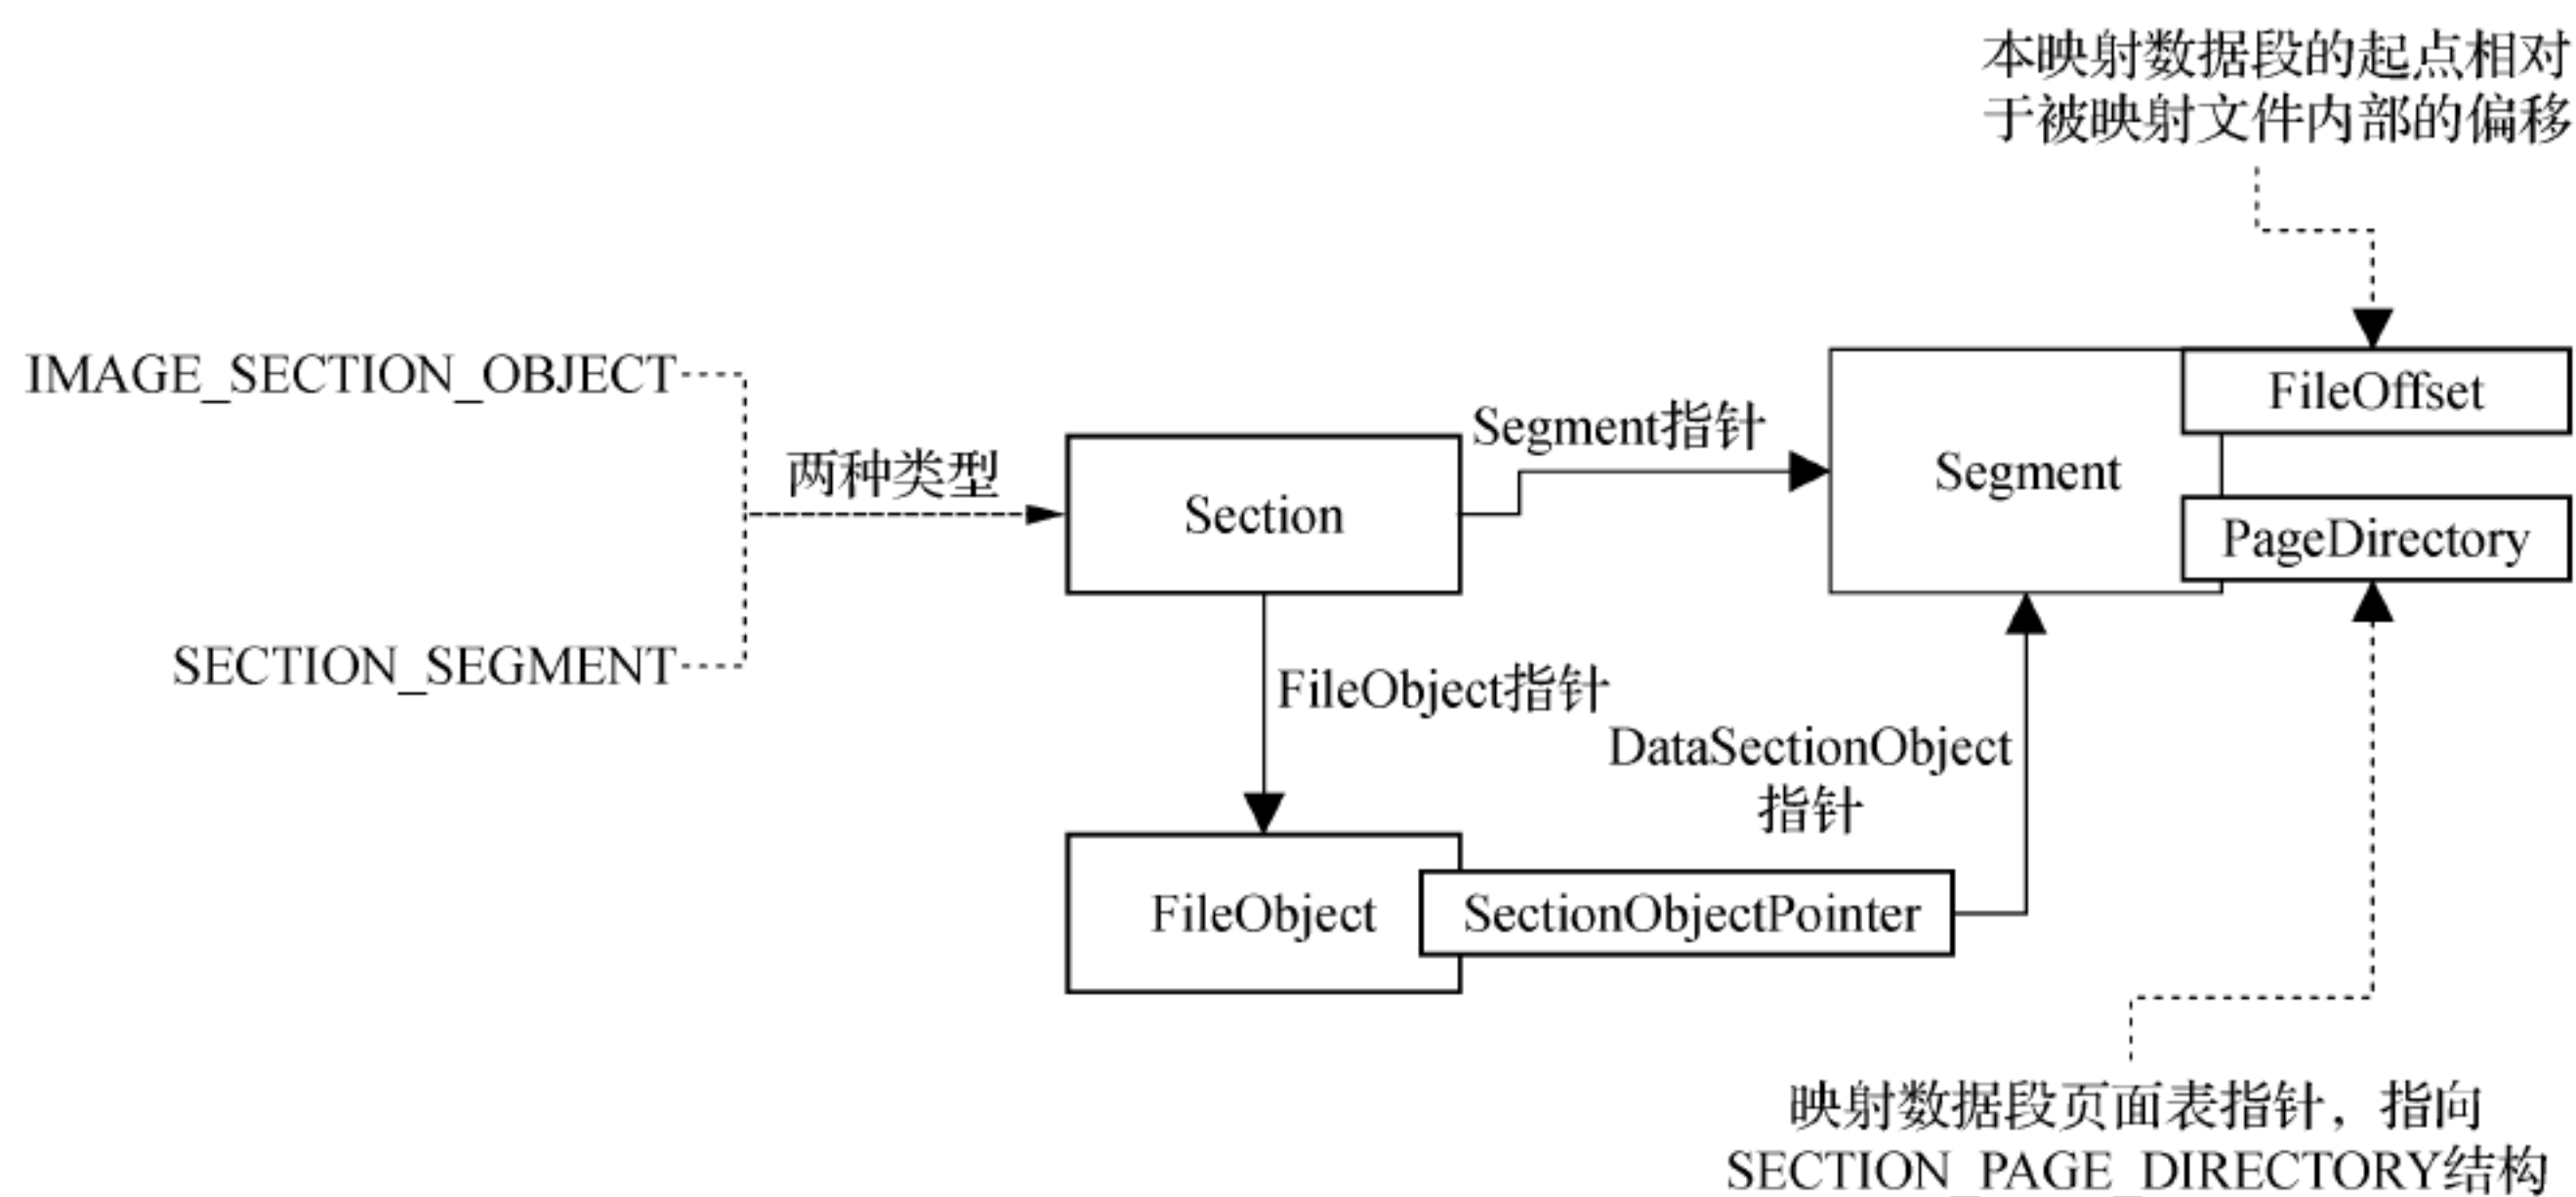 本映射数据段的起点相对
于被映射文件内部的偏移
IMAGE_SECTION_OBJECT
FileOffset
Segment指针
两种类型
Segment
Section
PageDirectory
SECTION_SEGMENT
FileObject指针
DataSectionObject
指针
FileObject
SectionObjectPointer
映射数据段页面表指针，指向
SECTION_PAGE_DIRECTORY结构